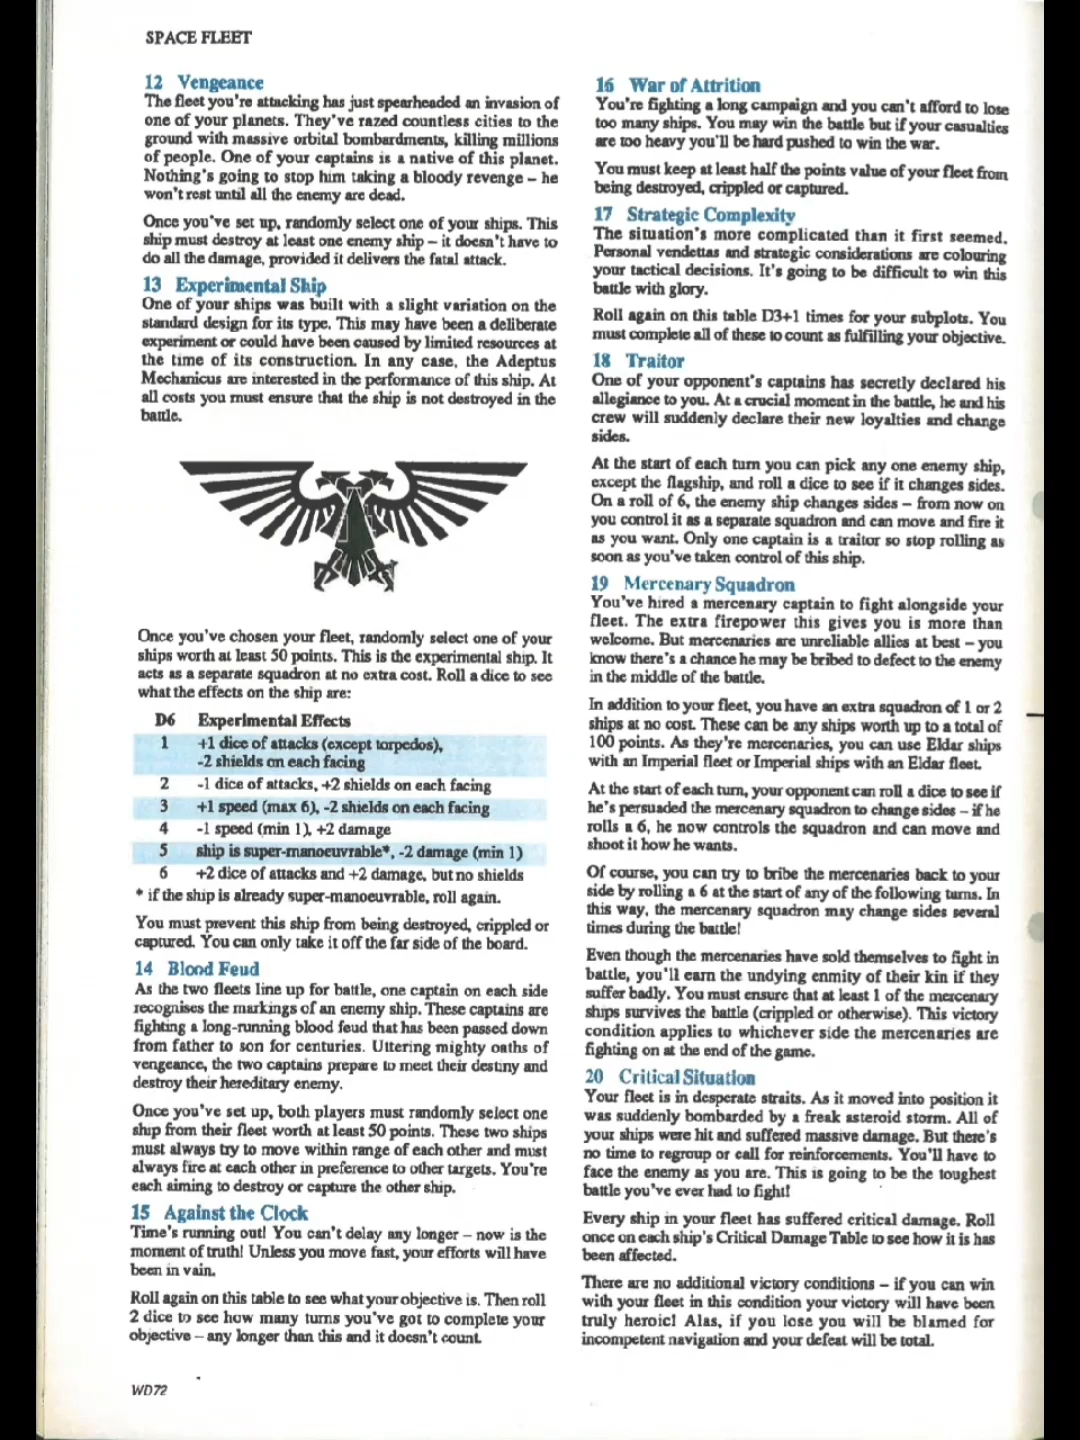 SPACE FLEET
12 Vengeance
The fleet you're attacking has just spearheaded an invasion of
one of your planets. They've razed countless cities to the
ground with massive orbital bombardments, killing millions
of people. One of your captains is a native of this planet.
Nothing's going to stop him taking a bloody revenge – he
won't rest until all the enemy are dead.
Once you've set up, randomly select one of your ships. This
ship must destroy at least one enemy ship – it doesn't have to
do all the damage, provided it delivers the fatal attack.
13 Experimental Ship
One of your ships was built with a slight variation on the
standard design for its type. This may have been a deliberate
experiment or could have been caused by limited resources at
the time of its construction. In any case, the Adeptus
Mechanicus are interested in the performance of this ship. At
all costs you must ensure that the ship is not destroyed in the
battle.
Once you've chosen your fleet, randomly select one of your
ships worth at least 50 points. This is the experimental ship. It
acts as a separate squadron at no extra cost. Roll a dice to see
what the effects on the ship are:
D6 Experimental Effects
1 +1 dice of attacks (except torpedos),
-2 shields on each facing
2 -1 dice of attacks, +2 shields on each facing
3 +1 speed (max 6), -2 shields on each facing
4 -1 speed (min 1), +2 damage
5 ship is super-manoeuvrable*, -2 damage (min 1)
6 +2 dice of attacks and +2 damage, but no shields
* if the ship is already super-manoeuvrable, roll again.
You must prevent this ship from being destroyed, crippled or
captured. You can only take it off the far side of the board.
14 Blood Feud
As the two fleets line up for battle, one captain on each side
recognises the markings of an enemy ship. These captains are
fighting a long-running blood feud that has been passed down
from father to son for centuries. Uttering mighty oaths of
vengeance, the two captains prepare to meet their destiny and
destroy their hereditary enemy.
Once you've set up, both players must randomly select one
ship from their fleet worth at least 50 points. These two ships
must always try to move within range of each other and must
always fire at each other in preference to other targets. You're
each aiming to destroy or capture the other ship.
15 Against the Clock
Time's running out! You can't delay any longer – now is the
moment of truth! Unless you move fast, your efforts will have
been in vain.
Roll again on this table to see what your objective is. Then roll
2 dice to see how many turns you've got to complete your
objective – any longer than this and it doesn't count.
WD72
16 War of Attrition
You're fighting a long campaign and you can't afford to lose
too many ships. You may win the battle but if your casualties
are too heavy you'll be hard pushed to win the war.
You must keep at least half the points value of your fleet from
being destroyed, crippled or captured.
17 Strategic Complexity
The situation's more complicated than it first seemed.
Personal vendettas and strategic considerations are colouring
your tactical decisions. It's going to be difficult to win this
battle with glory.
Roll again on this table D3+1 times for your subplots. You
must complete all of these to count as fulfilling your objective.
18 Traitor
One of your opponent's captains has secretly declared his
allegiance to you. At a crucial moment in the battle, he and his
crew will suddenly declare their new loyalties and change
sides.
At the start of each turn you can pick any one enemy ship,
except the flagship, and roll a dice to see if it changes sides.
On a roll of 6, the enemy ship changes sides – from now on
you control it as a separate squadron and can move and fire it
as you want. Only one captain is a traitor so stop rolling as
soon as you've taken control of this ship.
19 Mercenary Squadron
You've hired a mercenary captain to fight alongside your
fleet. The extra firepower this gives you is more than
welcome. But mercenaries are unreliable allies at best – you
know there's a chance he may be bribed to defect to the enemy
in the middle of the battle.
In addition to your fleet, you have an extra squadron of 1 or 2
ships at no cost. These can be any ships worth up to a total of
100 points. As they're mercenaries, you can use Eldar ships
with an Imperial fleet or Imperial ships with an Eldar fleet.
At the start of each turn, your opponent can roll a dice to see if
he's persuaded the mercenary squadron to change sides – if he
rolls a 6, he now controls the squadron and can move and
shoot it how he wants.
Of course, you can try to bribe the mercenaries back to your
side by rolling a 6 at the start of any of the following turns. In
this way, the mercenary squadron may change sides several
times during the battle!
Even though the mercenaries have sold themselves to fight in
battle, you'll earn the undying enmity of their kin if they
suffer badly. You must ensure that at least 1 of the mercenary
ships survives the battle (crippled or otherwise). This victory
condition applies to whichever side the mercenaries are
fighting on at the end of the game.
20 Critical Situation
Your fleet is in desperate straits. As it moved into position it
was suddenly bombarded by a freak asteroid storm. All of
your ships were hit and suffered massive damage. But there's
no time to regroup or call for reinforcements. You'll have to
face the enemy as you are. This is going to be the toughest
battle you've ever had to fight!
Every ship in your fleet has suffered critical damage. Roll
once on each ship's Critical Damage Table to see how it is has
been affected.
There are no additional victory conditions – if you can win
with your fleet in this condition your victory will have been
truly heroic! Alas, if you lose you will be blamed for
incompetent navigation and your defeat will be total.